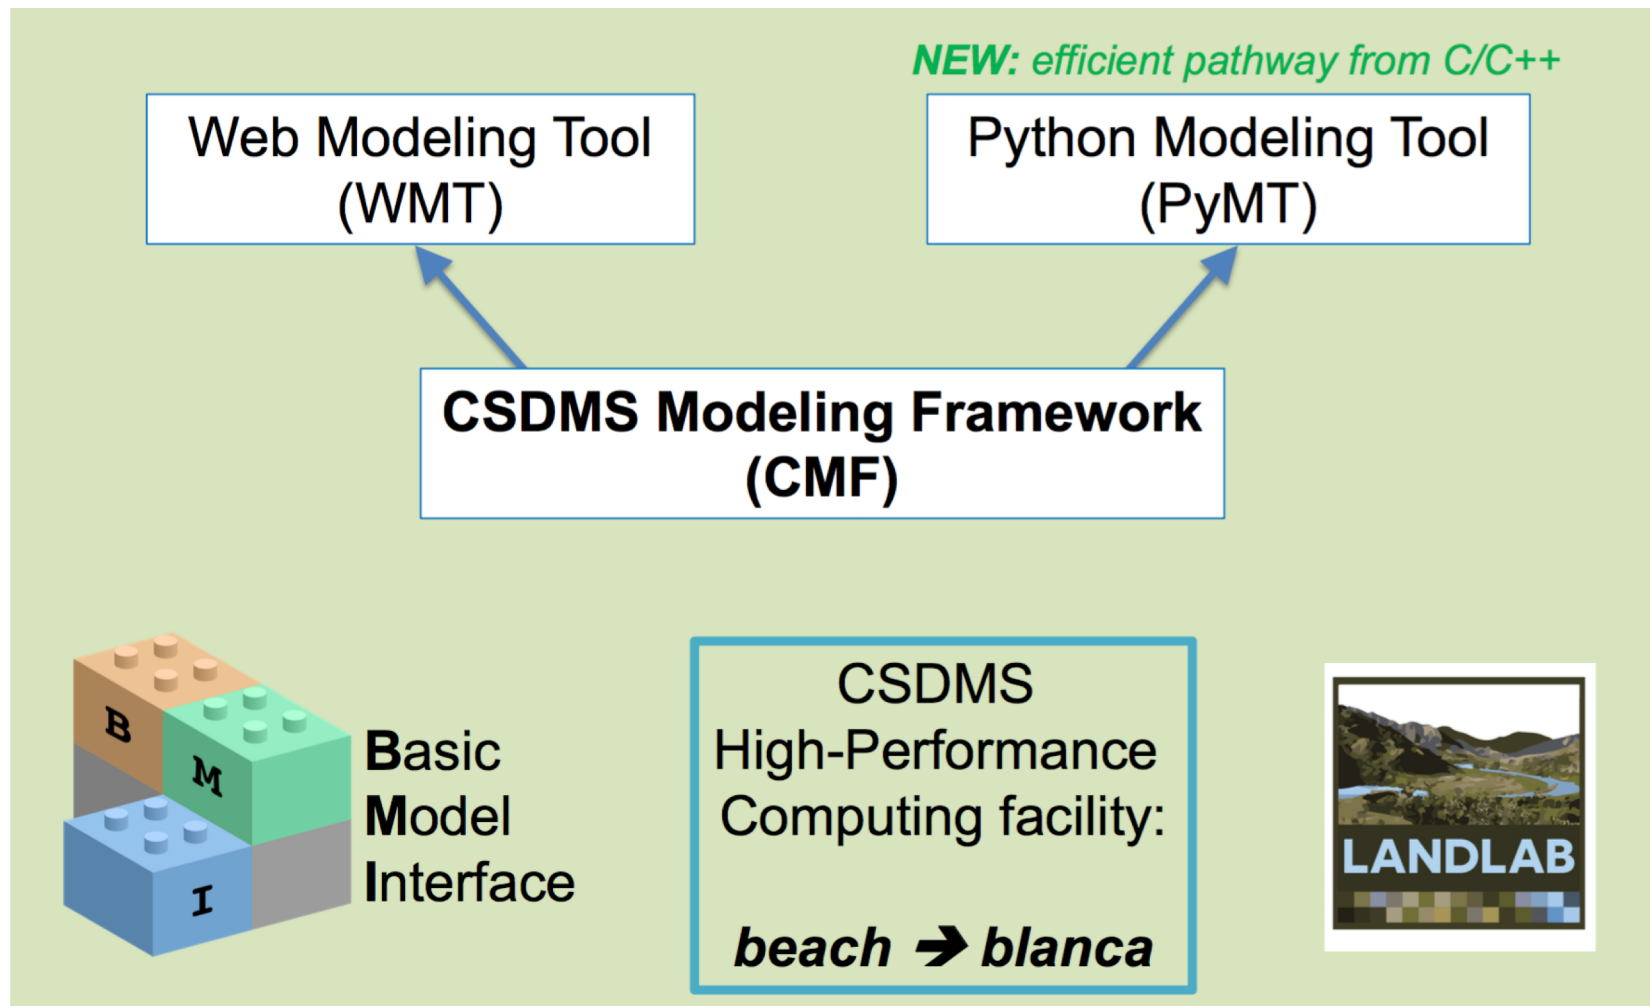 NEW: efficient pathway from C/C++
Web Modeling Tool
(WMT)
Python Modeling Tool
(PyMT)
CSDMS Modeling Framework
(CMF)
B
M
I
Basic
Model
Interface
CSDMS
High-Performance
Computing facility:
beach ➔ blanca
LANDLAB